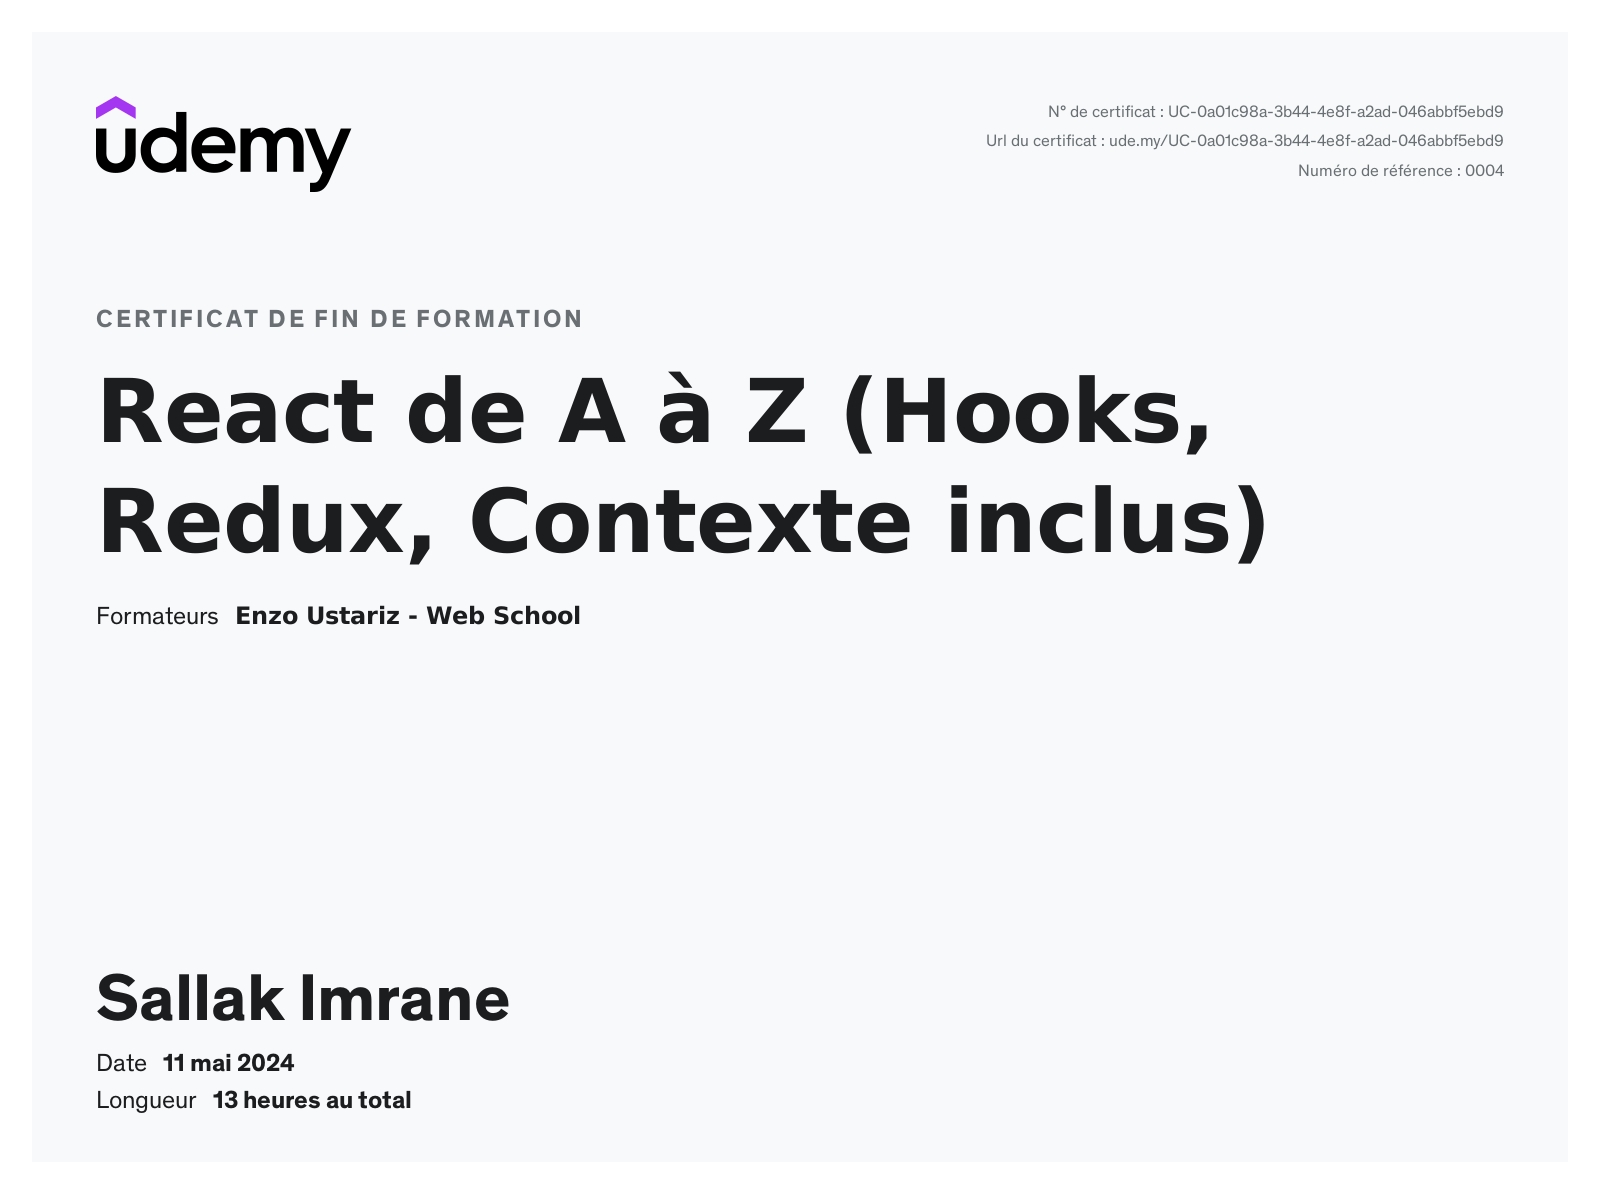 udemy
N° de certificat : UC-0a01c98a-3b44-4e8f-a2ad-046abbf5ebd9
Url du certificat : ude.my/UC-0a01c98a-3b44-4e8f-a2ad-046abbf5ebd9
Numéro de référence : 0004
CERTIFICAT DE FIN DE FORMATION
React de A à Z (Hooks,
Redux, Contexte inclus)
Formateurs Enzo Ustariz - Web School
Sallak Imrane
Date 11 mai 2024
Longueur 13 heures au total